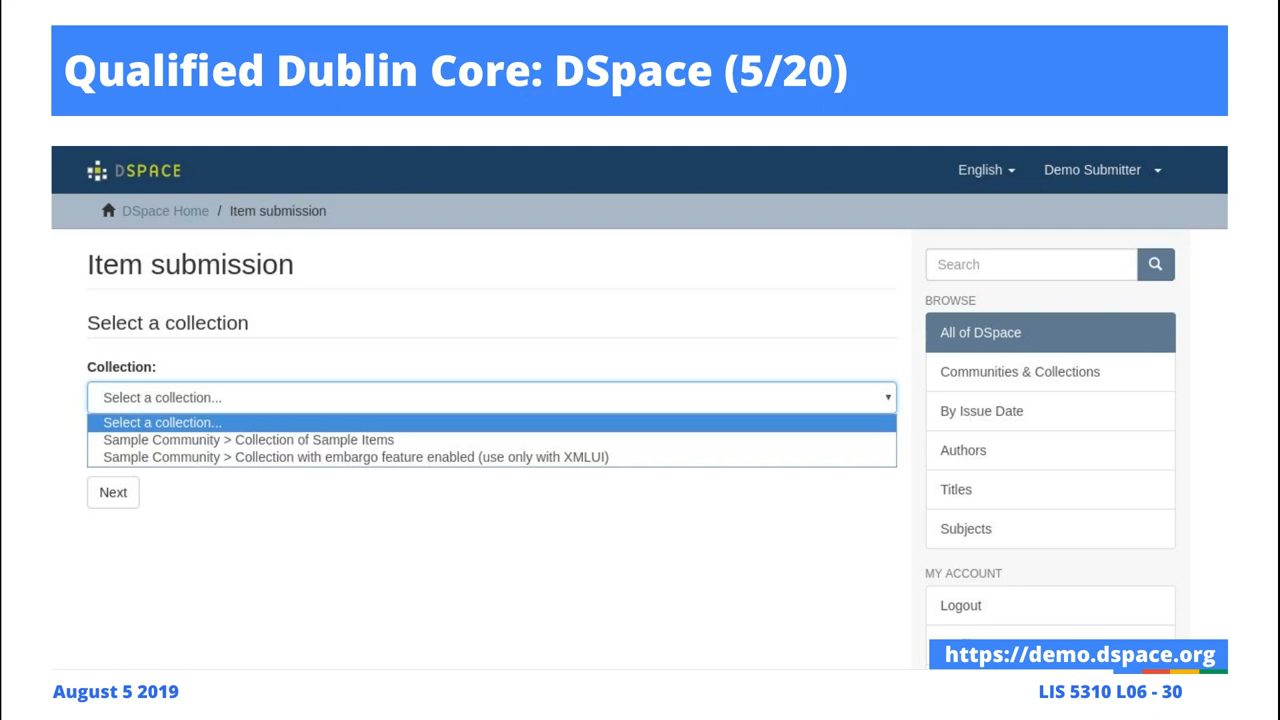 Qualified Dublin Core: DSpace (5/20)
DSPACE
English
Demo Submitter
DSpace Home / Item submission
Item submission
Select a collection
Collection:
Select a collection...
Select a collection...
Sample Community > Collection of Sample Items
Sample Community > Collection with embargo feature enabled (use only with XMLUI)
Next
Search
BROWSE
All of DSpace
Communities & Collections
By Issue Date
Authors
Titles
Subjects
MY ACCOUNT
Logout
https://demo.dspace.org
August 5 2019
LIS 5310 L06 - 30